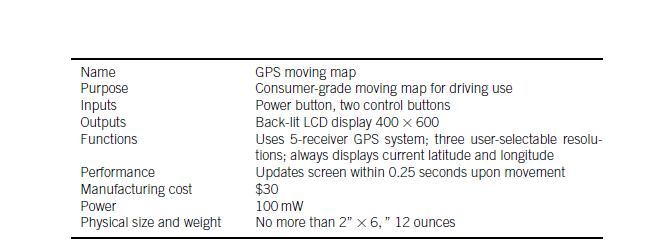 Name GPS moving map
Purpose Consumer-grade moving map for driving use
Inputs Power button, two control buttons
Outputs Back-lit LCD display 400 × 600
Functions Uses 5-receiver GPS system; three user-selectable resolu-
tions; always displays current latitude and longitude
Performance Updates screen within 0.25 seconds upon movement
Manufacturing cost $30
Power 100 mW
Physical size and weight No more than 2” × 6, ” 12 ounces